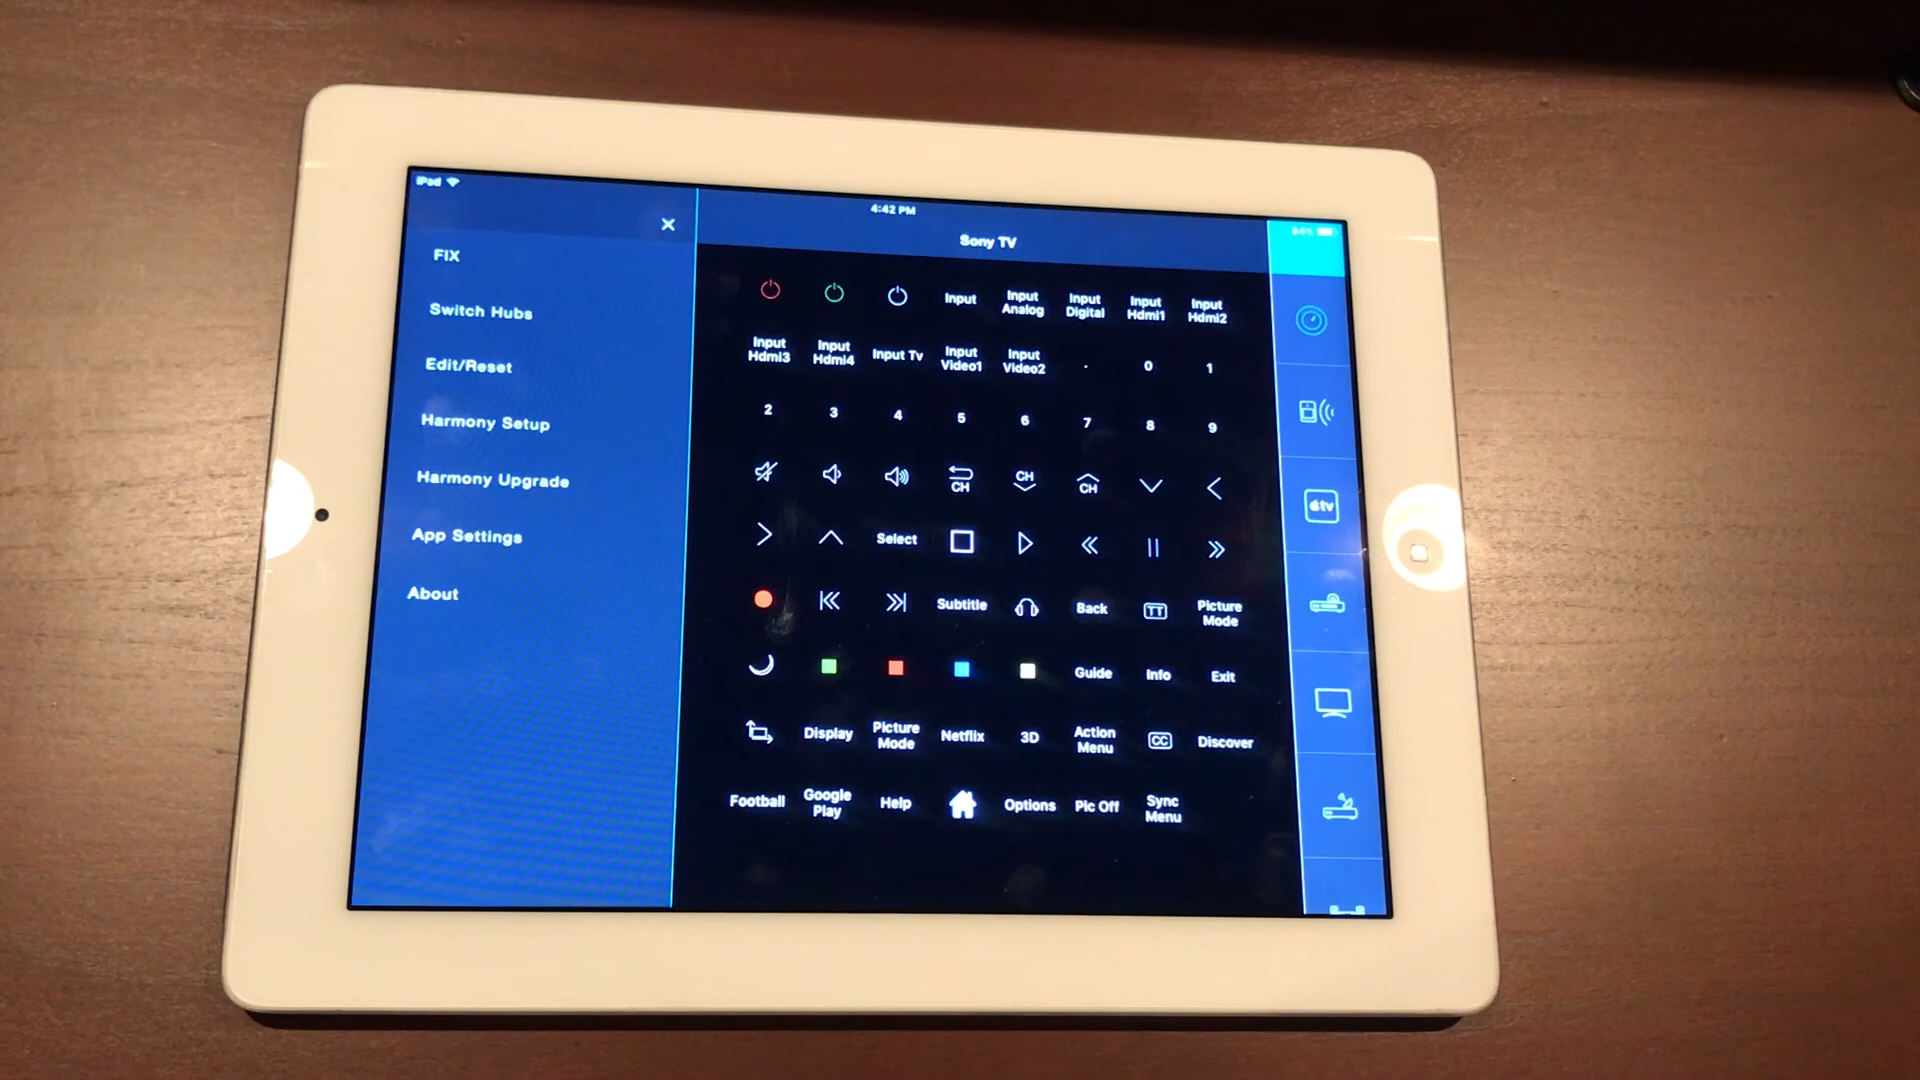 iPad
4:42 PM
Sony TV
FIX
Switch Hubs
Edit/Reset
Harmony Setup
Harmony Upgrade
App Settings
About
Input
Input Analog
Input Digital
Input Hdmi1
Input Hdmi2
Input Hdmi3
Input Hdmi4
Input Tv
Input Video1
Input Video2
.
0
1
2
3
4
5
6
7
8
9
CH
CH
CH
Select
Subtitle
Back
TT
Picture Mode
Guide
Info
Exit
Display
Picture Mode
Netflix
3D
Action Menu
CC
Discover
Football
Google Play
Help
Options
Pic Off
Sync Menu
tv